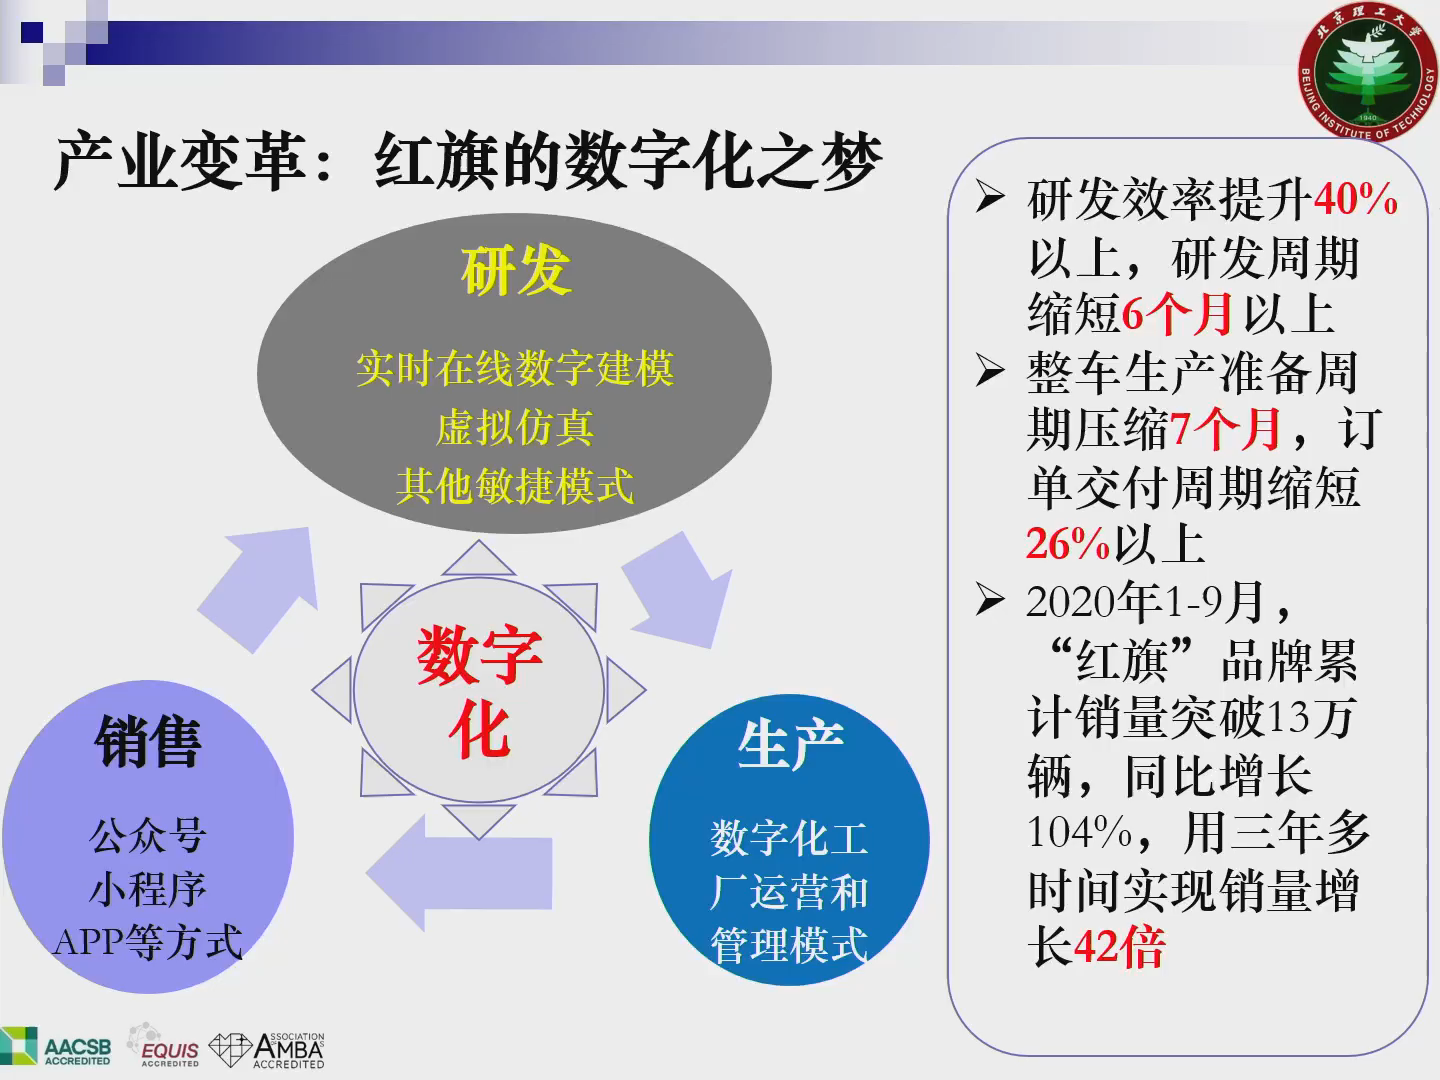 北京理工大学
BEIJING INSTITUTE OF TECHNOLOGY
1940
产业变革：红旗的数字化之梦
研发
实时在线数字建模
虚拟仿真
其他敏捷模式
数字
化
销售
公众号
小程序
APP等方式
生产
数字化工
厂运营和
管理模式
研发效率提升40%
以上，研发周期
缩短6个月以上
整车生产准备周
期压缩7个月，订
单交付周期缩短
26%以上
2020年1-9月，
“红旗”品牌累
计销量突破13万
辆，同比增长
104%，用三年多
时间实现销量增
长42倍
AACSB
ACCREDITED
EQUIS
ACCREDITED
ASSOCIATION
OF
AMBA'S
ACCREDITED